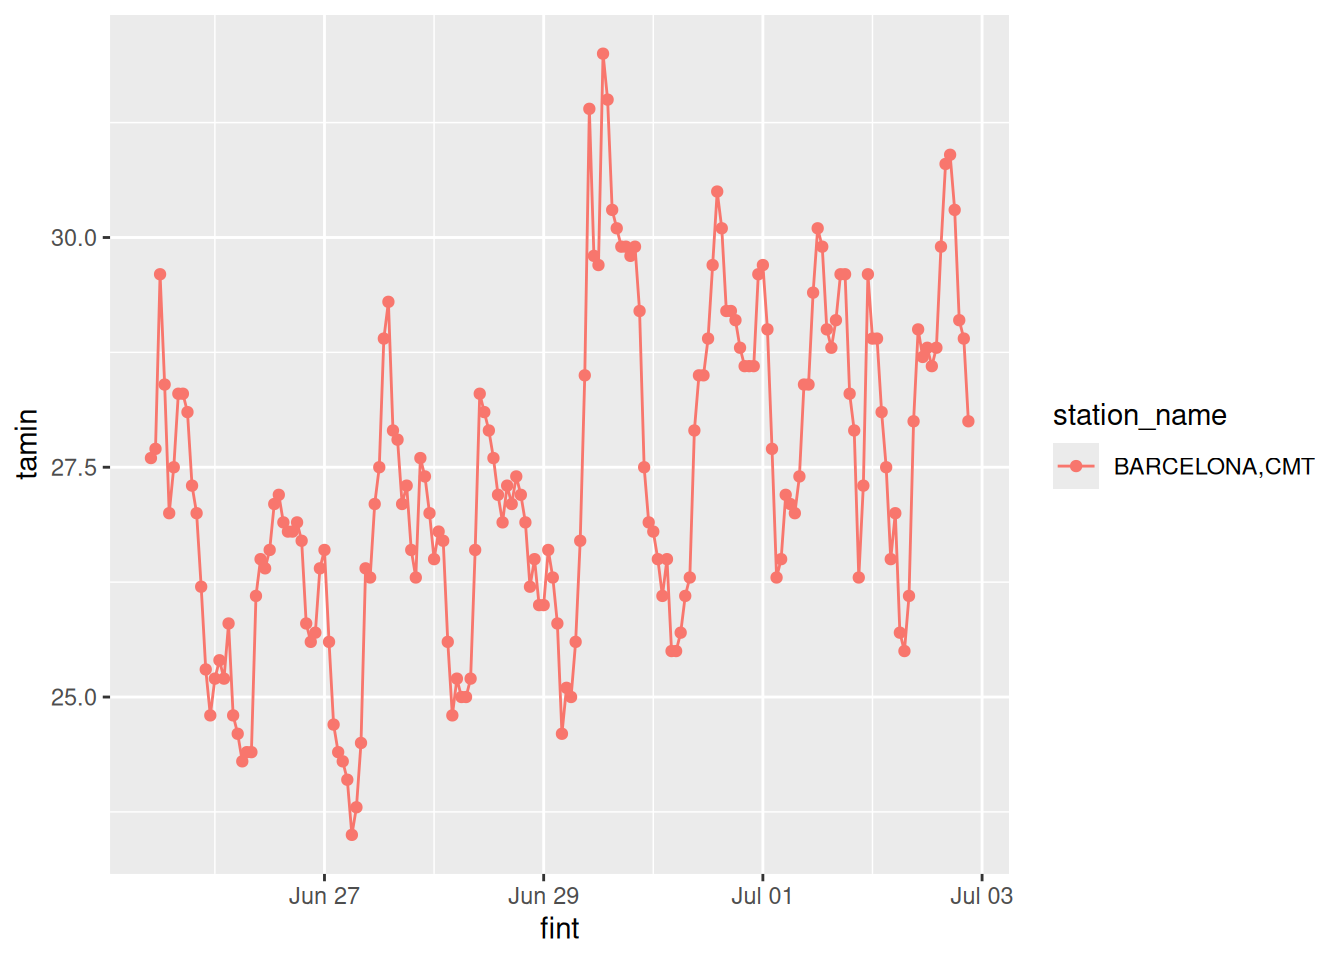 30.0
27.5
25.0
tamin
Jun 27
Jun 29
Jul 01
Jul 03
fint
station_name
BARCELONA,CMT